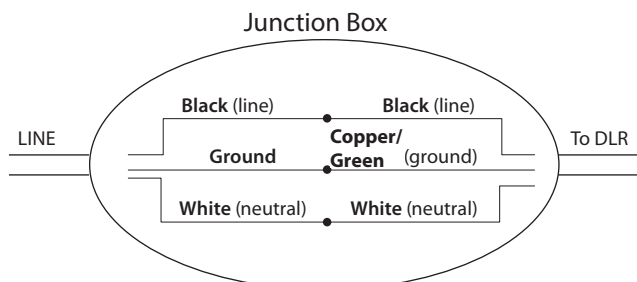 Junction Box
Black (line) Black (line)
LINE Copper/ To DLR
Ground Green (ground)
White (neutral) White (neutral)